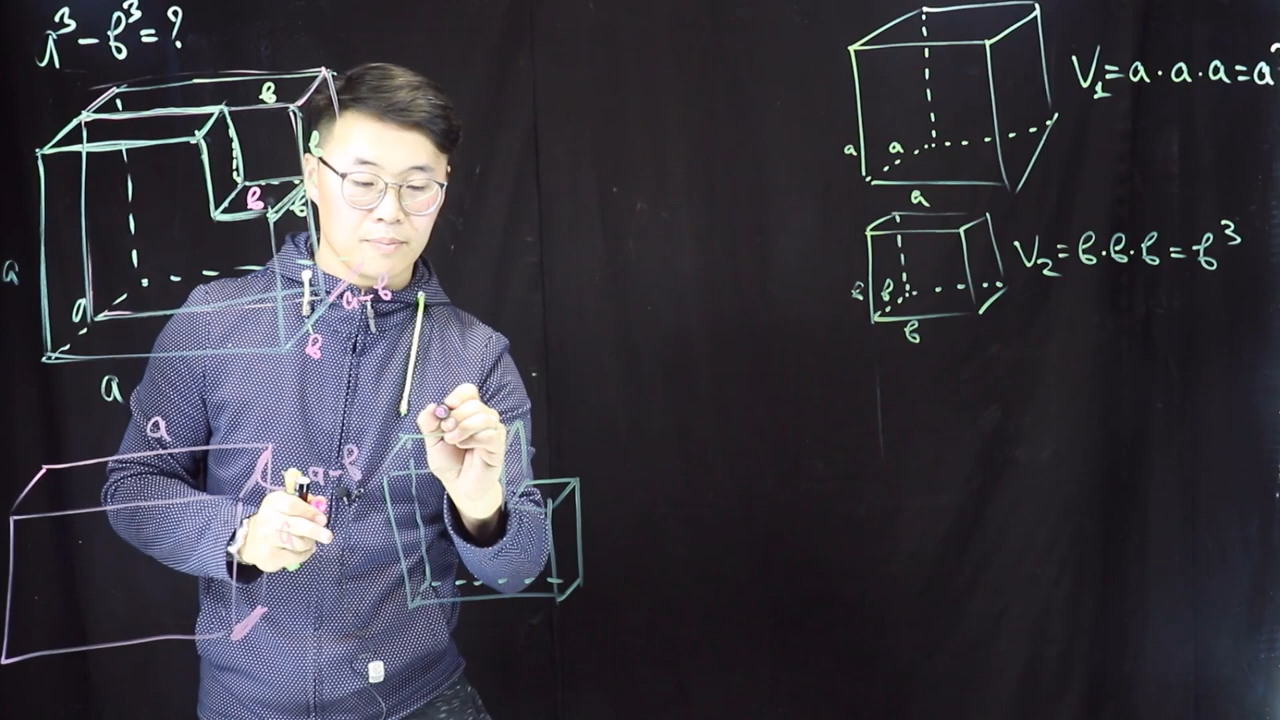 a³ - b³ = ?
b
b
b
b
a
a
a-b
b
a
a
a-b
a
V₁ = a · a · a = a
a
a
a
V₂ = b · b · b = b³
b
b
b